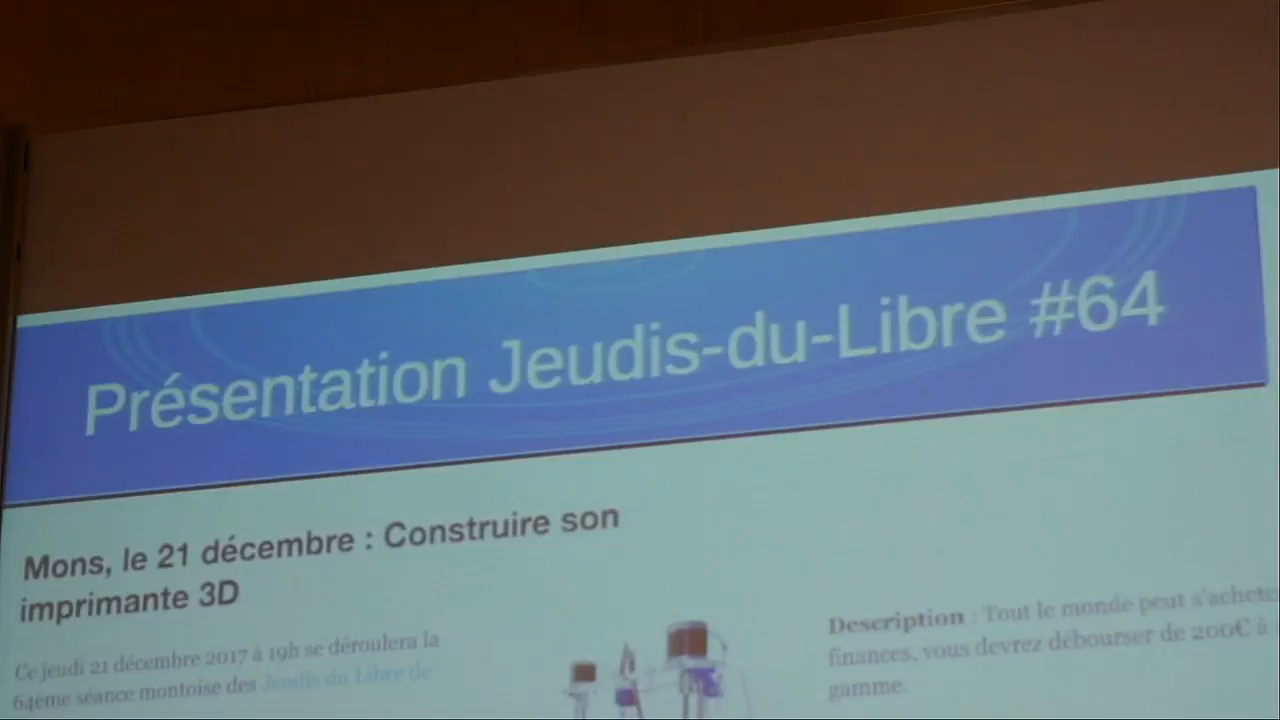 Présentation Jeudis-du-Libre #64
Mons, le 21 décembre : Construire son
imprimante 3D
Ce jeudi 21 décembre 2017 à 19h se déroulera la
64ème séance montoise des Jeudis du Libre de
Description : Tout le monde peut s'achete
finances, vous devrez débourser de 200€ à
gamme.